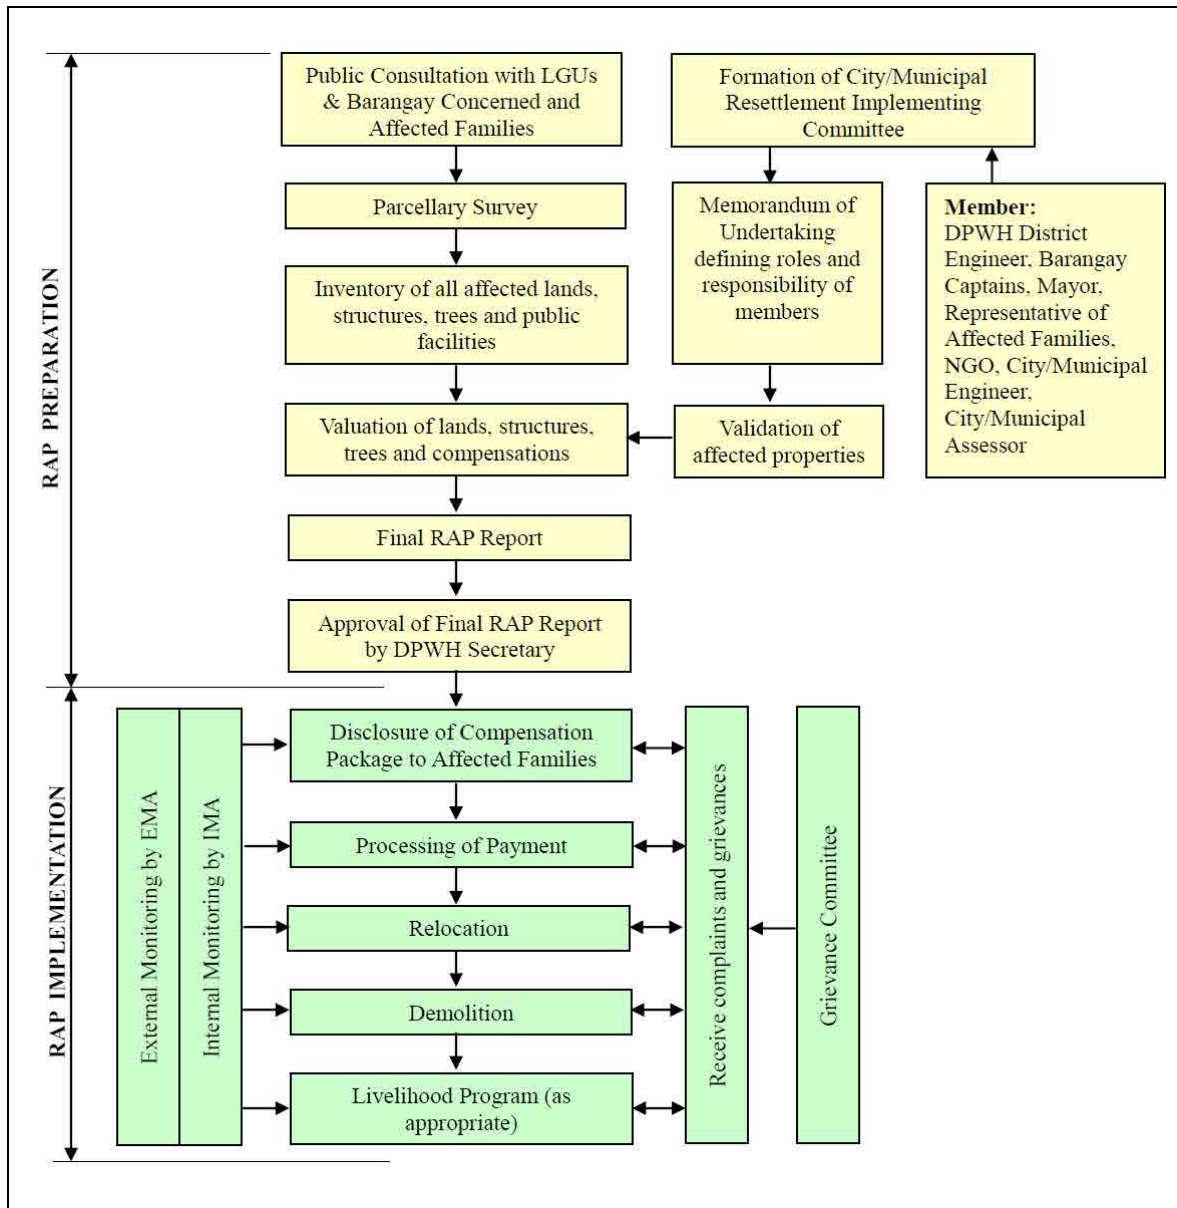 RAP PREPARATION
Public Consultation with LGUs
& Barangay Concerned and
Affected Families
Formation of City/Municipal
Resettlement Implementing
Committee
Parcellary Survey
Memorandum of
Undertaking
defining roles and
responsibility of
members
Member:
DPWH District
Engineer, Barangay
Captains, Mayor,
Representative of
Affected Families,
NGO, City/Municipal
Engineer,
City/Municipal
Assessor
Inventory of all affected lands,
structures, trees and public
facilities
Valuation of lands, structures,
trees and compensations
Validation of
affected properties
Final RAP Report
Approval of Final RAP Report
by DPWH Secretary
RAP IMPLEMENTATION
External Monitoring by EMA
Internal Monitoring by IMA
Disclosure of Compensation
Package to Affected Families
Processing of Payment
Relocation
Demolition
Livelihood Program (as
appropriate)
Receive complaints and grievances
Grievance Committee